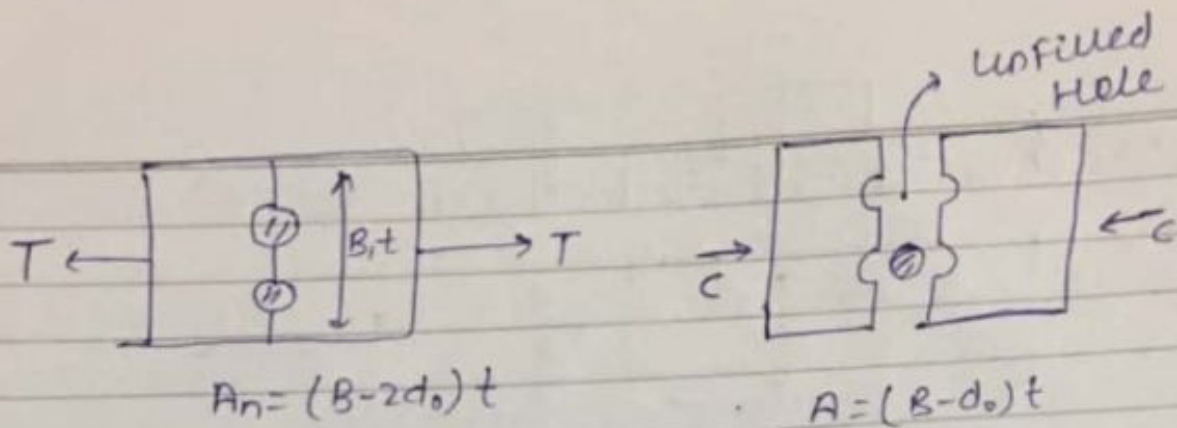 unfilled
Hole
T
B, t
T
C
C
An = (B-2d₀) t
A = (B-d₀) t